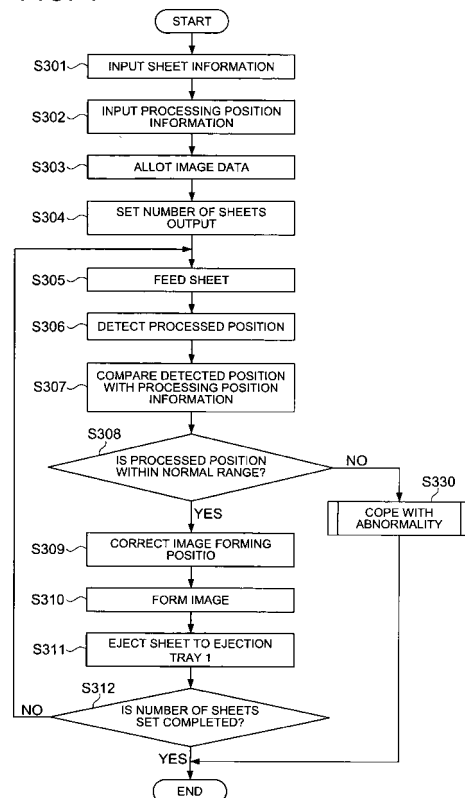 START
S301
INPUT SHEET INFORMATION
S302
INPUT PROCESSING POSITION
INFORMATION
S303
ALLOT IMAGE DATA
S304
SET NUMBER OF SHEETS
OUTPUT
S305
FEED SHEET
S306
DETECT PROCESSED POSITION
S307
COMPARE DETECTED POSITION
WITH PROCESSING POSITION
INFORMATION
S308
IS PROCESSED POSITION
WITHIN NORMAL RANGE?
NO
S330
COPE WITH
ABNORMALITY
YES
S309
CORRECT IMAGE FORMING
POSITIO
S310
FORM IMAGE
S311
EJECT SHEET TO EJECTION
TRAY 1
S312
IS NUMBER OF SHEETS
SET COMPLETED?
NO
YES
END